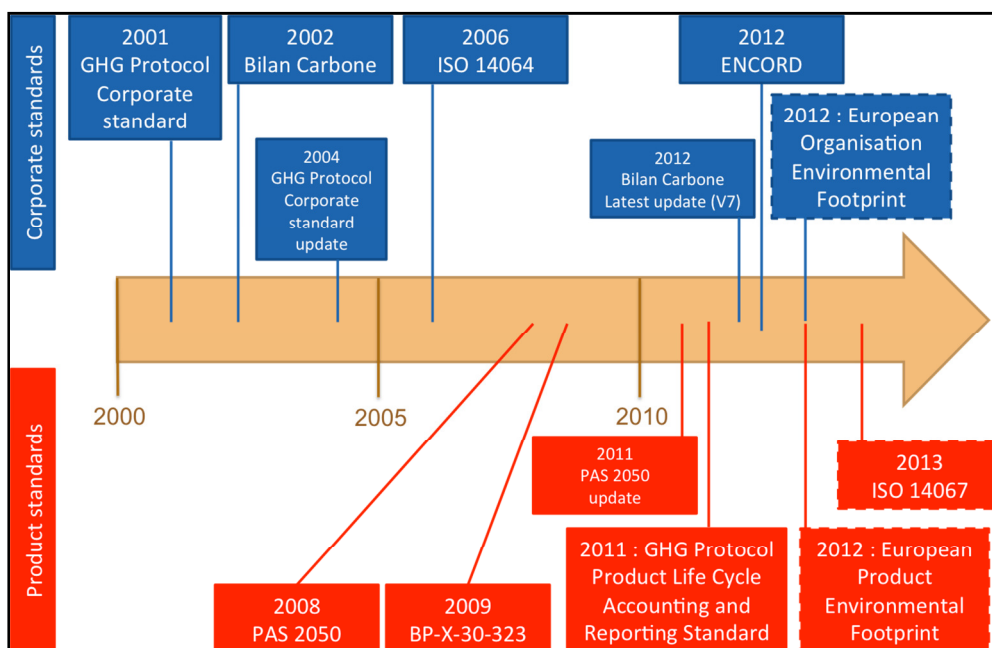 Corporate standards
2001
GHG Protocol
Corporate
standard
2002
Bilan Carbone
2006
ISO 14064
2012
ENCORD
2004
GHG Protocol
Corporate
standard
update
2012
Bilan Carbone
Latest update (V7)
2012 : European
Organisation
Environmental
Footprint
2000
2005
2010
Product standards
2011
PAS 2050
update
2013
ISO 14067
2008
PAS 2050
2009
BP-X-30-323
2011 : GHG Protocol
Product Life Cycle
Accounting and
Reporting Standard
2012 : European
Product
Environmental
Footprint